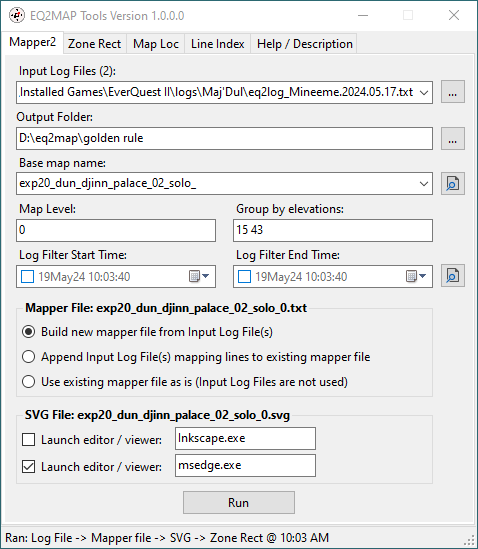 EQ2MAP Tools Version 1.0.0.0
Mapper2 Zone Rect Map Loc Line Index Help / Description
Input Log Files (2):
.Installed Games\EverQuest II\logs\Maj'Dul\eq2log_Mineeme.2024.05.17.txt ...
Output Folder:
D:\eq2map\golden rule ...
Base map name:
exp20_dun_djinn_palace_02_solo_
Map Level: Group by elevations:
0 15 43
Log Filter Start Time: Log Filter End Time:
19May24 10:03:40 19May24 10:03:40
Mapper File: exp20_dun_djinn_palace_02_solo_0.txt
Build new mapper file from Input Log File(s)
Append Input Log File(s) mapping lines to existing mapper file
Use existing mapper file as is (Input Log Files are not used)
SVG File: exp20_dun_djinn_palace_02_solo_0.svg
Launch editor / viewer: Inkscape.exe
Launch editor / viewer: msedge.exe
Run
Ran: Log File -> Mapper file -> SVG -> Zone Rect @ 10:03 AM